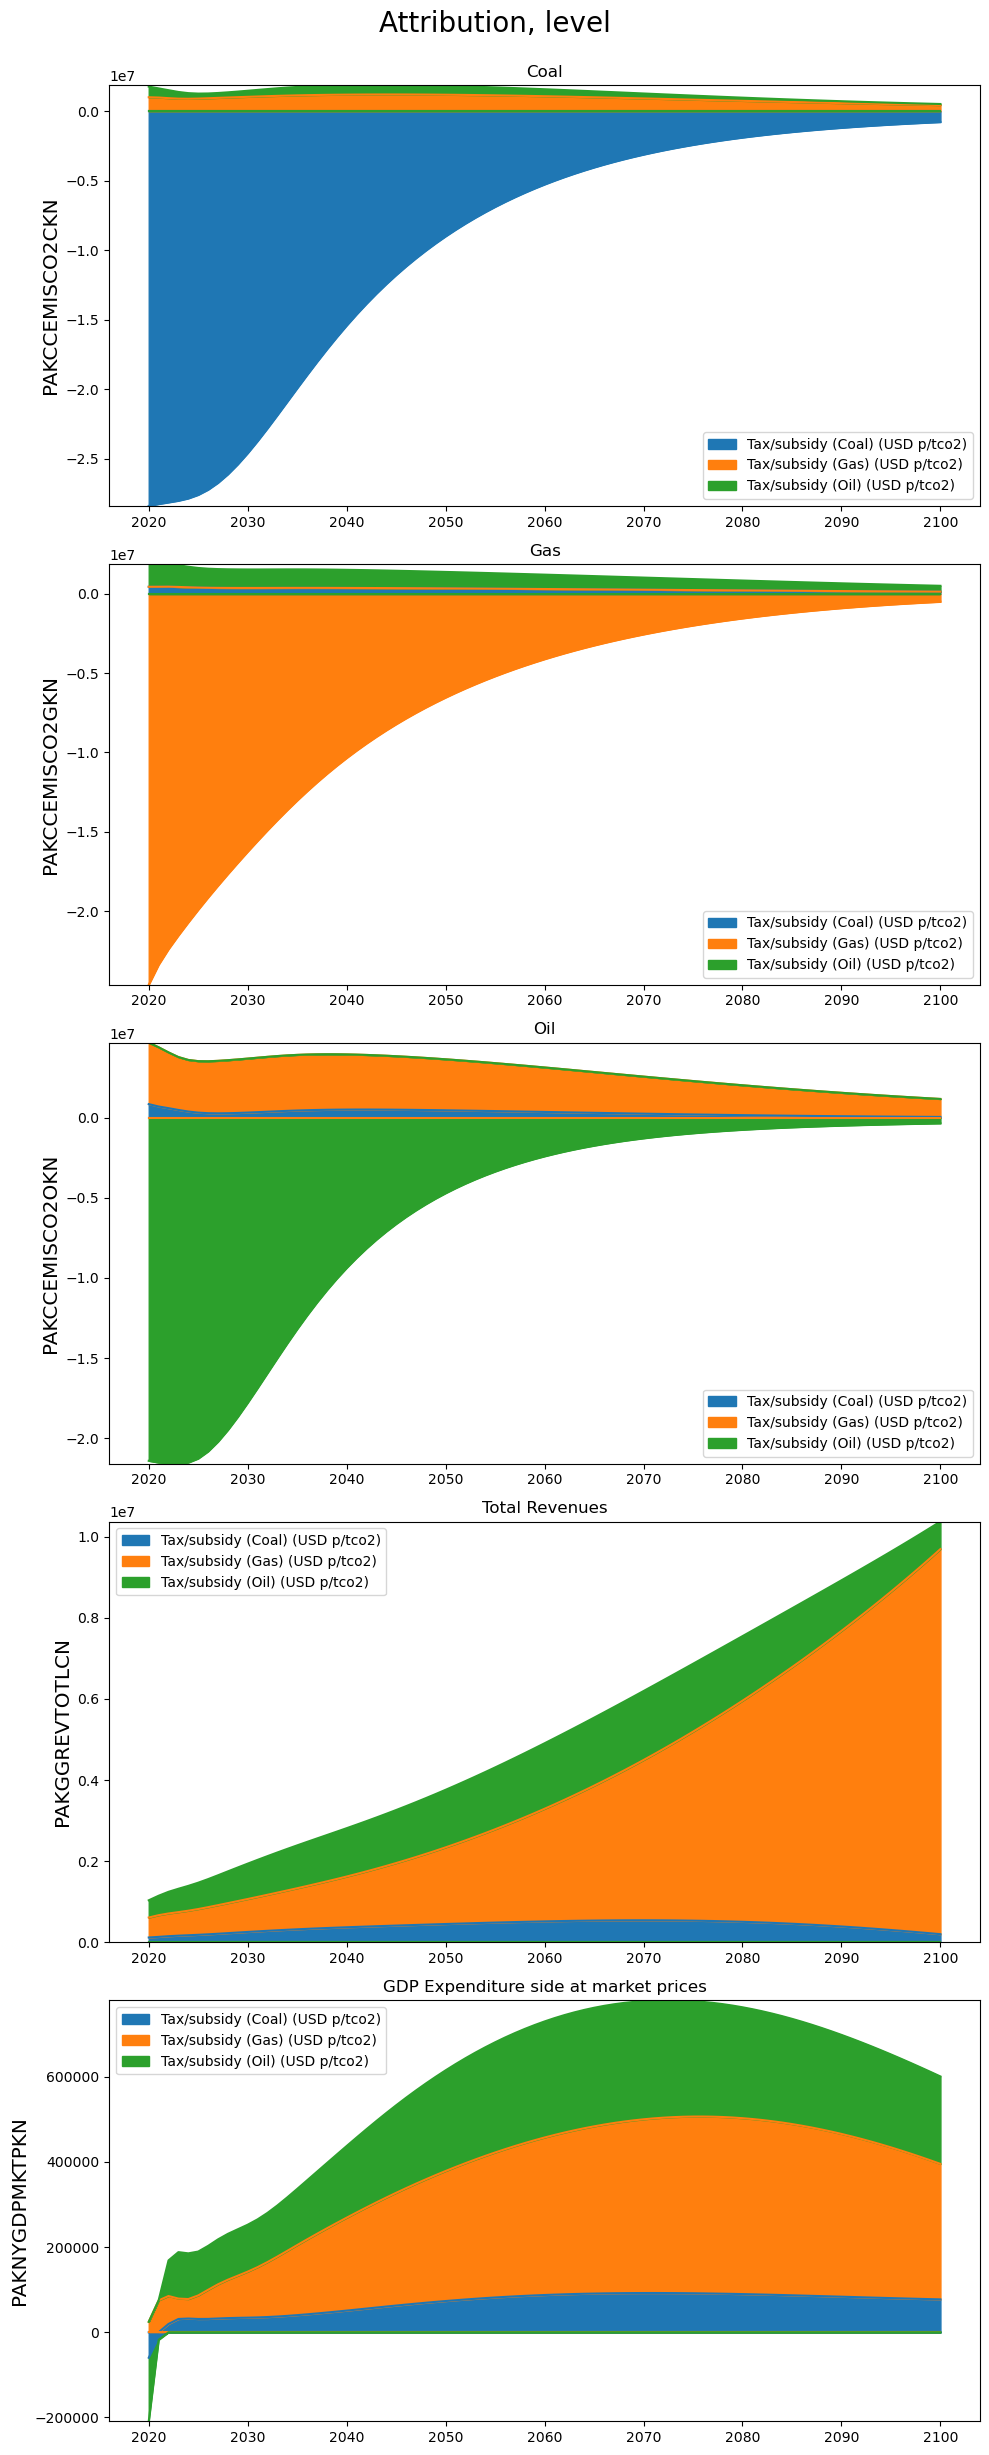 Attribution, level
Coal
1e7
PAKCCEMISCO2CKN
0.0
−0.5
−1.0
−1.5
−2.0
−2.5
Tax/subsidy (Coal) (USD p/tco2)
Tax/subsidy (Gas) (USD p/tco2)
Tax/subsidy (Oil) (USD p/tco2)
2020 2030 2040 2050 2060 2070 2080 2090 2100
Gas
1e7
PAKCCEMISCO2GKN
0.0
−0.5
−1.0
−1.5
−2.0
Tax/subsidy (Coal) (USD p/tco2)
Tax/subsidy (Gas) (USD p/tco2)
Tax/subsidy (Oil) (USD p/tco2)
2020 2030 2040 2050 2060 2070 2080 2090 2100
Oil
1e7
PAKCCEMISCO2OKN
0.0
−0.5
−1.0
−1.5
−2.0
Tax/subsidy (Coal) (USD p/tco2)
Tax/subsidy (Gas) (USD p/tco2)
Tax/subsidy (Oil) (USD p/tco2)
2020 2030 2040 2050 2060 2070 2080 2090 2100
Total Revenues
1e7
PAKGGREVTOTLCN
1.0
0.8
0.6
0.4
0.2
0.0
Tax/subsidy (Coal) (USD p/tco2)
Tax/subsidy (Gas) (USD p/tco2)
Tax/subsidy (Oil) (USD p/tco2)
2020 2030 2040 2050 2060 2070 2080 2090 2100
GDP Expenditure side at market prices
PAKNYGDPMKTPKN
600000
400000
200000
0
−200000
Tax/subsidy (Coal) (USD p/tco2)
Tax/subsidy (Gas) (USD p/tco2)
Tax/subsidy (Oil) (USD p/tco2)
2020 2030 2040 2050 2060 2070 2080 2090 2100